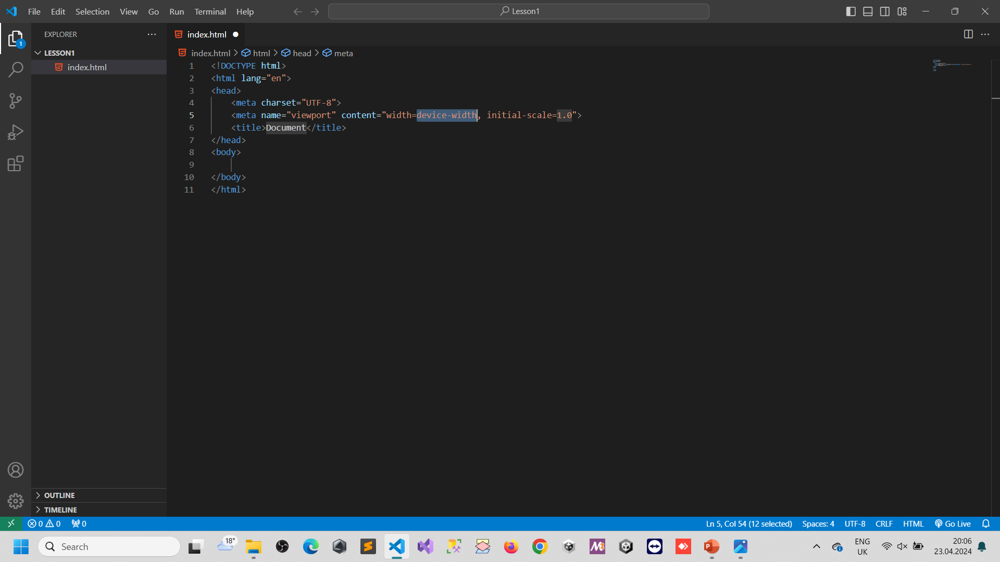 File Edit Selection View Go Run Terminal Help
Lesson1
EXPLORER
LESSON1
index.html
1
index.html
index.html > html > head > meta
1 <!DOCTYPE html>
2 <html lang="en">
3 <head>
4 <meta charset="UTF-8">
5 <meta name="viewport" content="width=device-width, initial-scale=1.0">
6 <title>Document</title>
7 </head>
8 <body>
9
10 </body>
11 </html>
OUTLINE
TIMELINE
0 0 0
Ln 5, Col 54 (12 selected) Spaces: 4 UTF-8 CRLF HTML Go Live
Search
18°
ENG
UK
20:06
23.04.2024